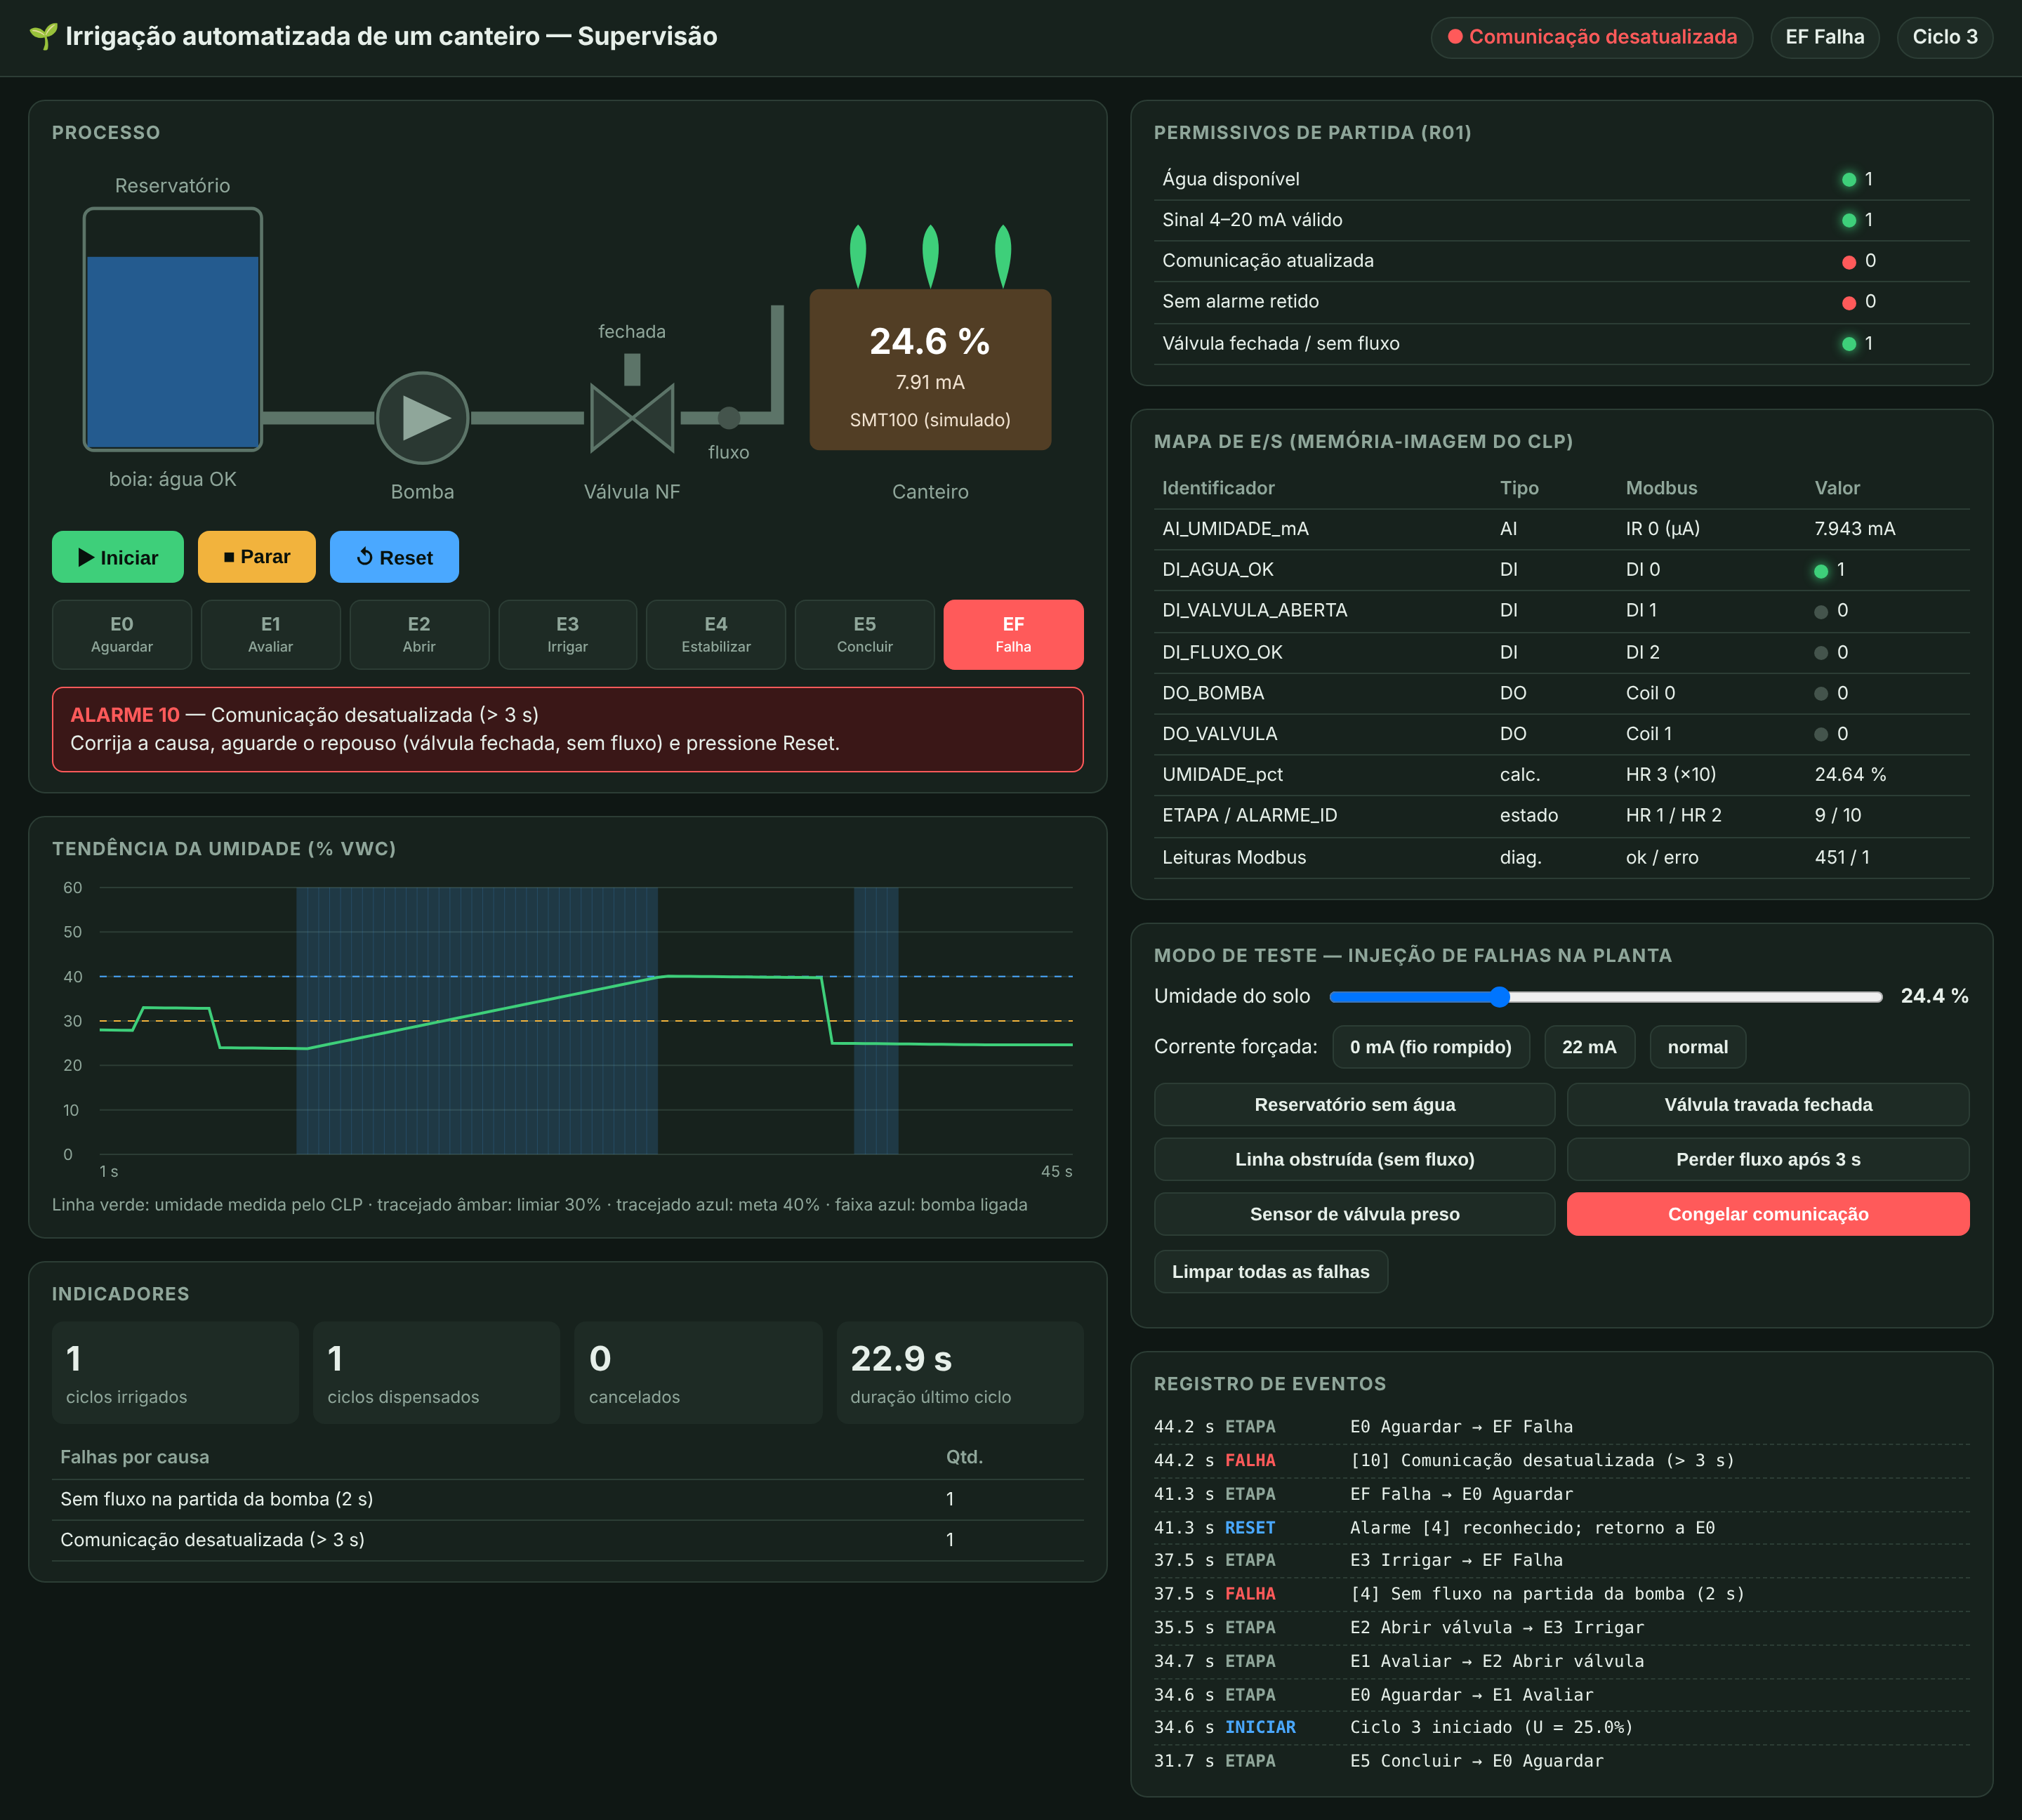 🌱 Irrigação automatizada de um canteiro — Supervisão
Comunicação desatualizada
EF Falha
Ciclo 3
PROCESSO
Reservatório
fechada
24.6 %
7.91 mA
SMT100 (simulado)
fluxo
boia: água OK
Bomba
Válvula NF
Canteiro
▶ Iniciar
■ Parar
↺ Reset
E0
Aguardar
E1
Avaliar
E2
Abrir
E3
Irrigar
E4
Estabilizar
E5
Concluir
EF
Falha
ALARME 10 — Comunicação desatualizada (> 3 s)
Corrija a causa, aguarde o repouso (válvula fechada, sem fluxo) e pressione Reset.
TENDÊNCIA DA UMIDADE (% VWC)
60
50
40
30
20
10
0
1 s
45 s
Linha verde: umidade medida pelo CLP · tracejado âmbar: limiar 30% · tracejado azul: meta 40% · faixa azul: bomba ligada
INDICADORES
1
ciclos irrigados
1
ciclos dispensados
0
cancelados
22.9 s
duração último ciclo
Falhas por causa Qtd.
Sem fluxo na partida da bomba (2 s) 1
Comunicação desatualizada (> 3 s) 1
PERMISSIVOS DE PARTIDA (R01)
Água disponível 1
Sinal 4–20 mA válido 1
Comunicação atualizada 0
Sem alarme retido 0
Válvula fechada / sem fluxo 1
MAPA DE E/S (MEMÓRIA-IMAGEM DO CLP)
Identificador Tipo Modbus Valor
AI_UMIDADE_mA AI IR 0 (µA) 7.943 mA
DI_AGUA_OK DI DI 0 1
DI_VALVULA_ABERTA DI DI 1 0
DI_FLUXO_OK DI DI 2 0
DO_BOMBA DO Coil 0 0
DO_VALVULA DO Coil 1 0
UMIDADE_pct calc. HR 3 (×10) 24.64 %
ETAPA / ALARME_ID estado HR 1 / HR 2 9 / 10
Leituras Modbus diag. ok / erro 451 / 1
MODO DE TESTE — INJEÇÃO DE FALHAS NA PLANTA
Umidade do solo 24.4 %
Corrente forçada: 0 mA (fio rompido) 22 mA normal
Reservatório sem água
Válvula travada fechada
Linha obstruída (sem fluxo)
Perder fluxo após 3 s
Sensor de válvula preso
Congelar comunicação
Limpar todas as falhas
REGISTRO DE EVENTOS
44.2 s ETAPA E0 Aguardar → EF Falha
44.2 s FALHA [10] Comunicação desatualizada (> 3 s)
41.3 s ETAPA EF Falha → E0 Aguardar
41.3 s RESET Alarme [4] reconhecido; retorno a E0
37.5 s ETAPA E3 Irrigar → EF Falha
37.5 s FALHA [4] Sem fluxo na partida da bomba (2 s)
35.5 s ETAPA E2 Abrir válvula → E3 Irrigar
34.7 s ETAPA E1 Avaliar → E2 Abrir válvula
34.6 s ETAPA E0 Aguardar → E1 Avaliar
34.6 s INICIAR Ciclo 3 iniciado (U = 25.0%)
31.7 s ETAPA E5 Concluir → E0 Aguardar